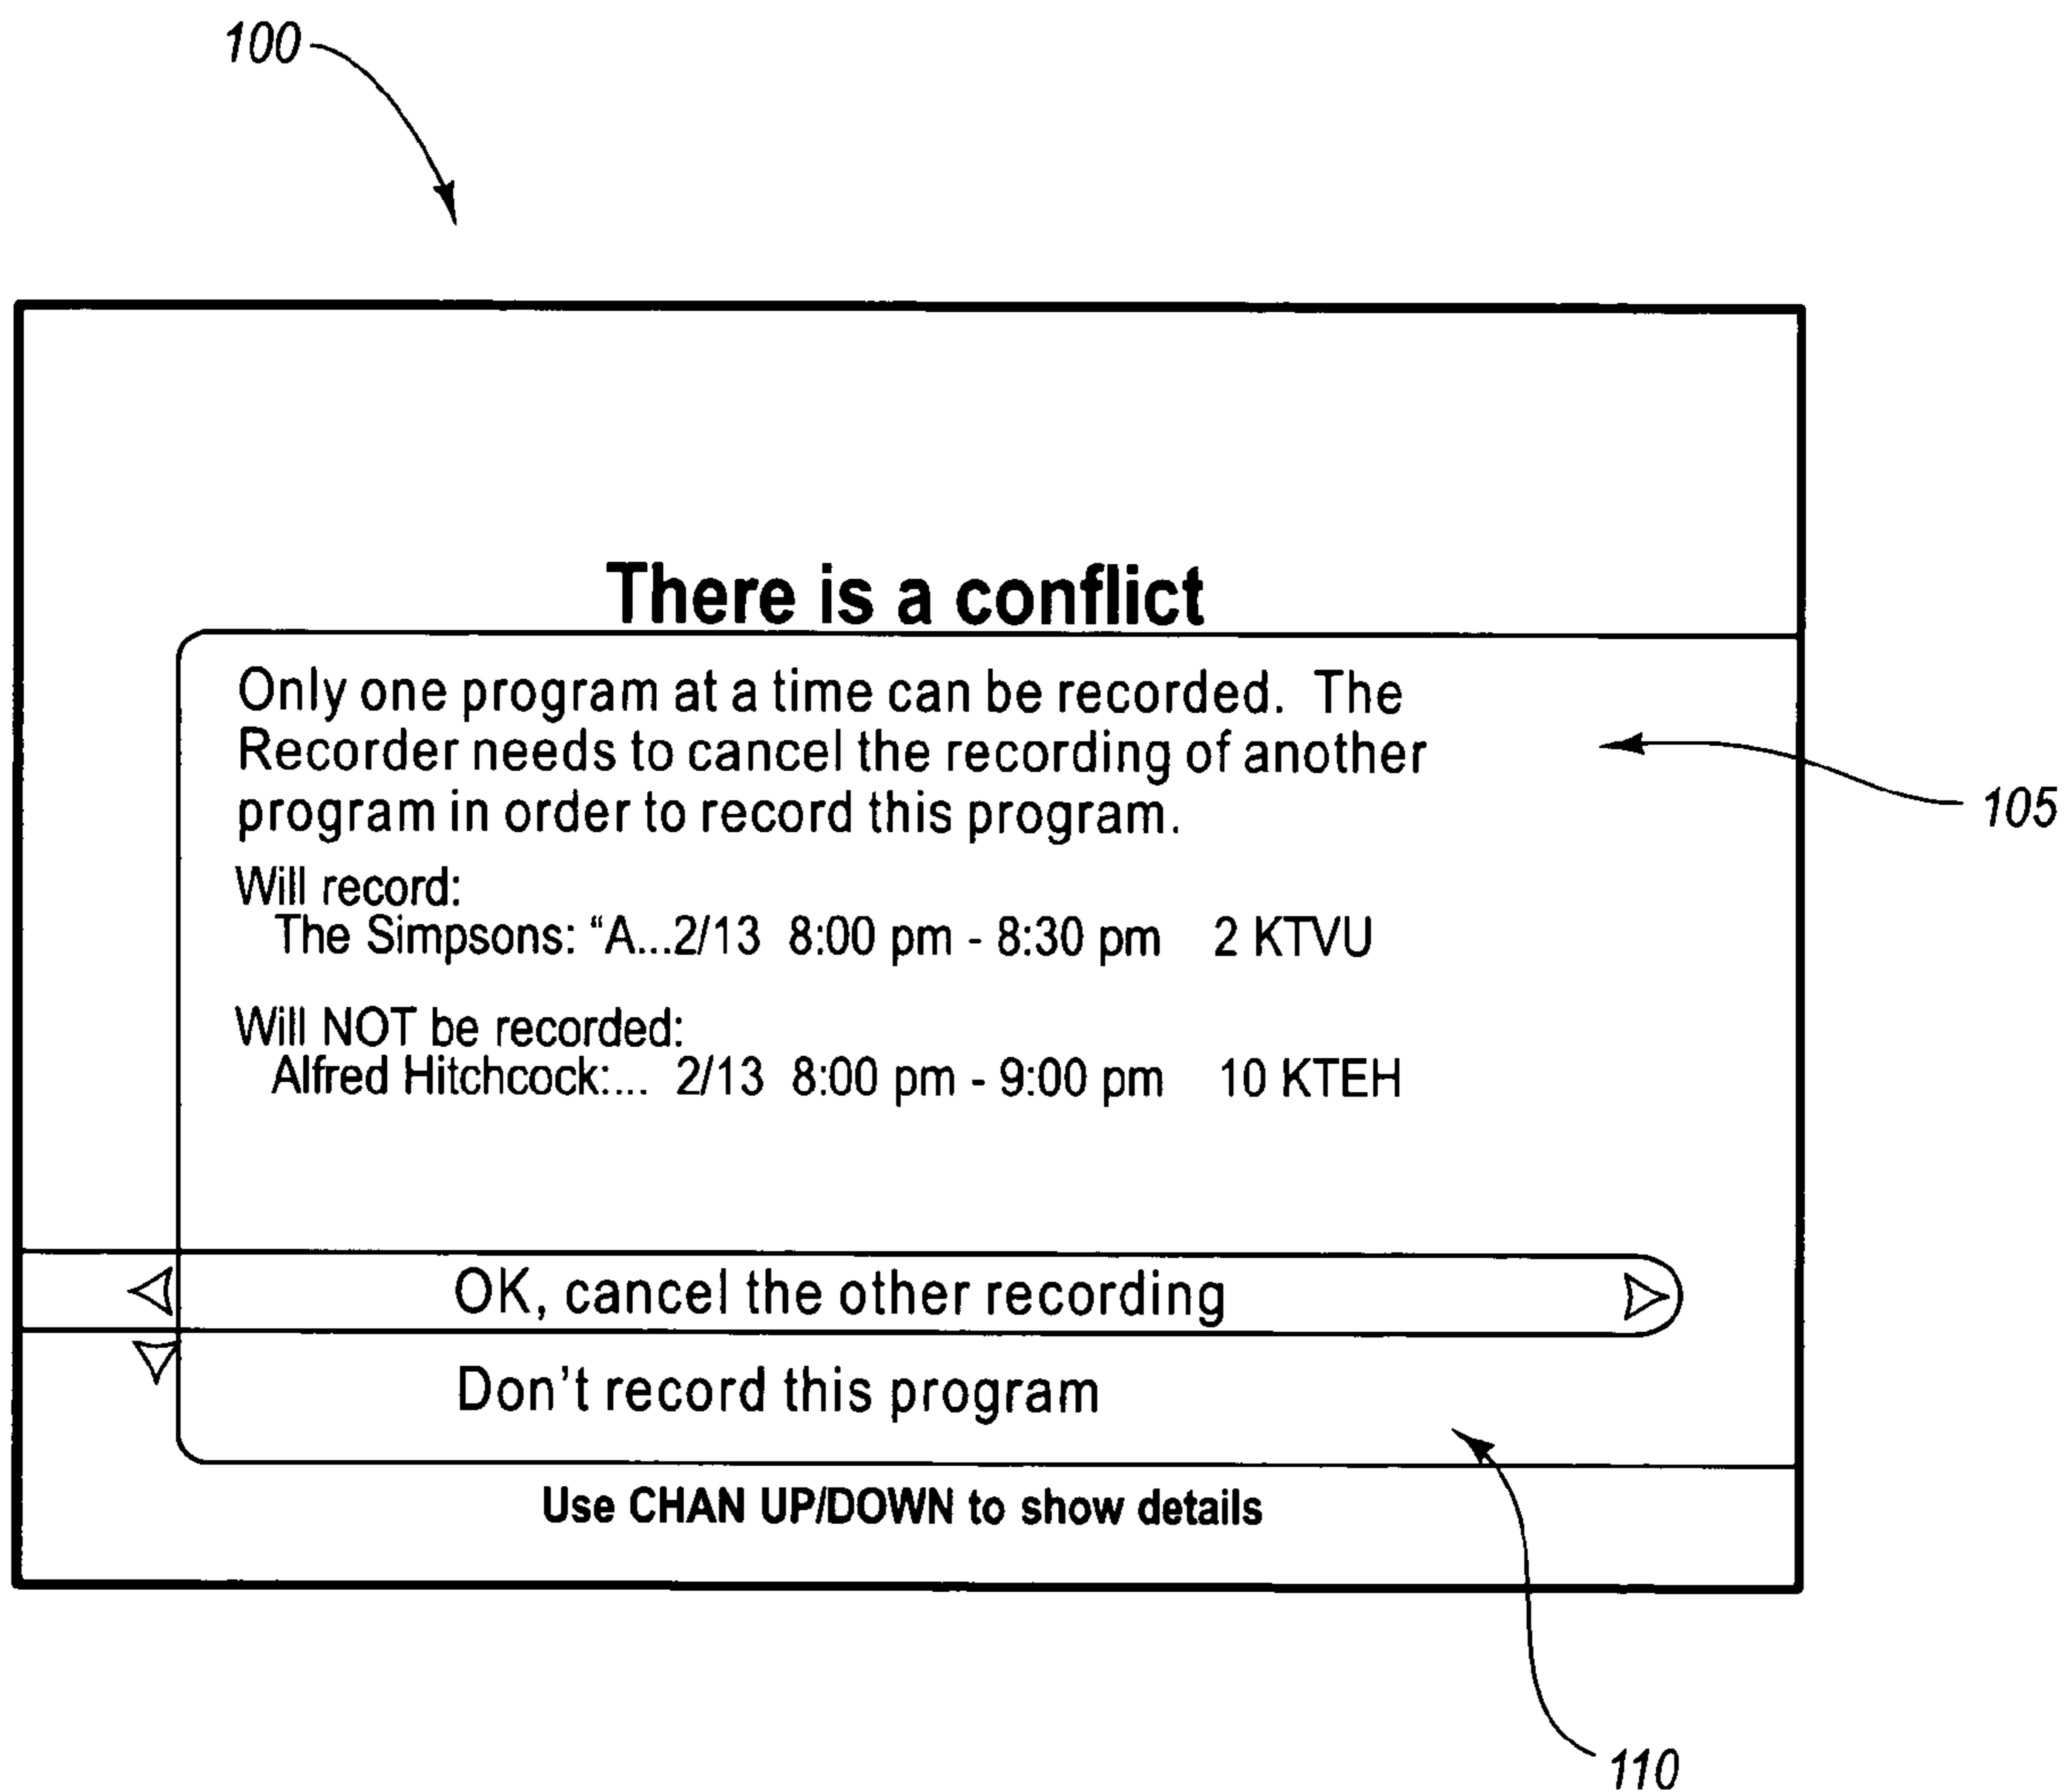 100
There is a conflict
Only one program at a time can be recorded. The
Recorder needs to cancel the recording of another
program in order to record this program.
105
Will record:
The Simpsons: “A...2/13 8:00 pm - 8:30 pm 2 KTVU
Will NOT be recorded:
Alfred Hitchcock:... 2/13 8:00 pm - 9:00 pm 10 KTEH
OK, cancel the other recording
Don't record this program
Use CHAN UP/DOWN to show details
110